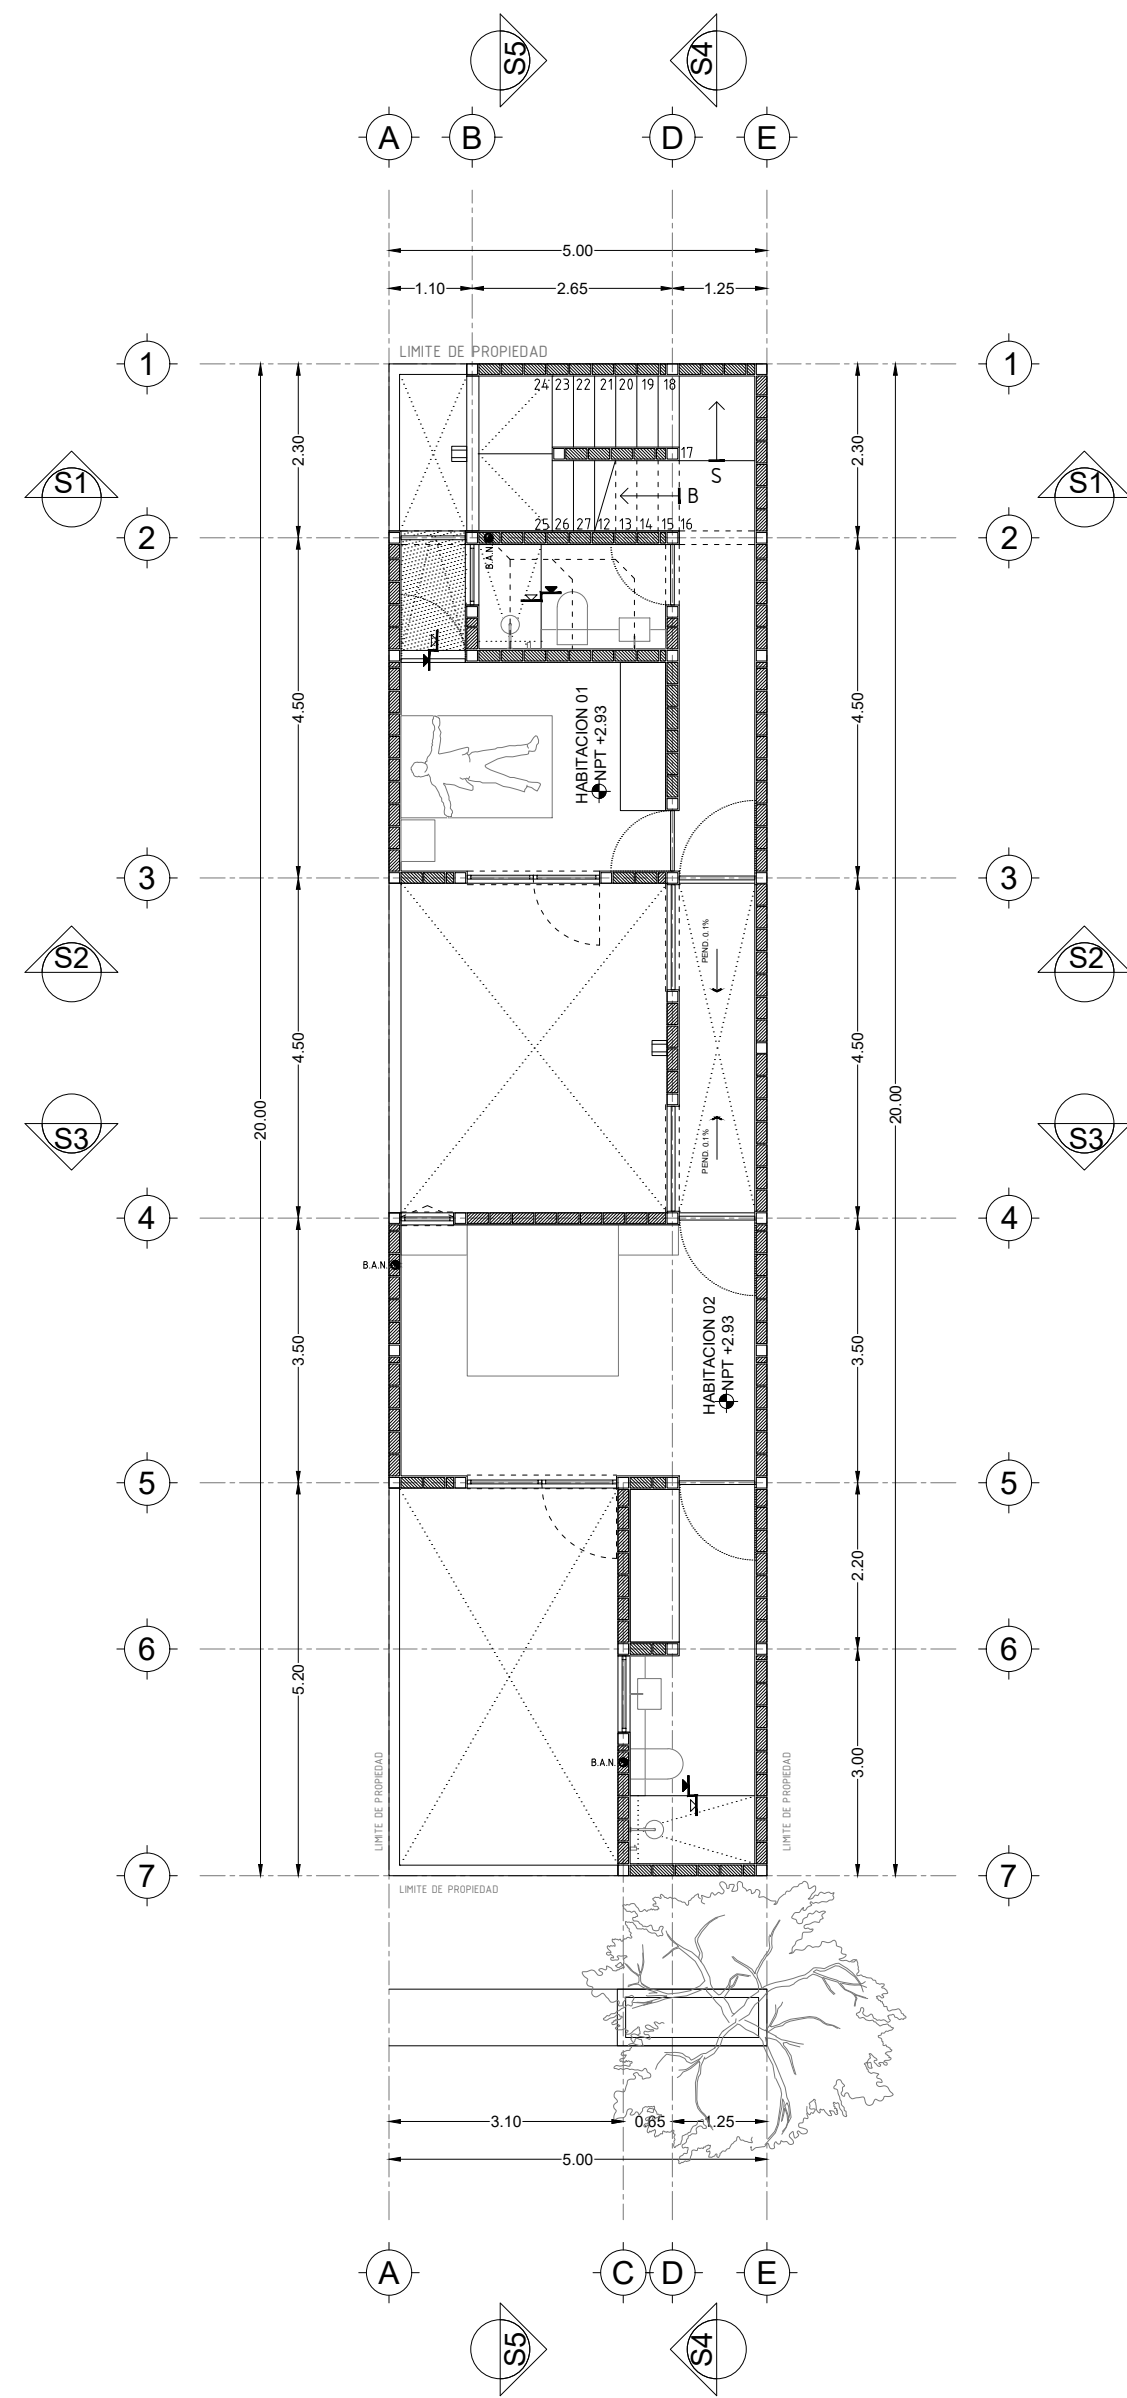 S5
S4
A
B
D
E
5.00
1.10
2.65
1.25
LIMITE DE PROPIEDAD
1
1
24 23 22 21 20 19 18
17
S
2.30
2.30
S1
S1
B
25 26 27 12 13 14 15 16
2
2
B.A.N.
4.50
4.50
HABITACION 01
NPT +2.93
3
3
PEND. 0.1%
S2
S2
4.50
4.50
20.00
20.00
S3
S3
PEND. 0.1%
4
4
B.A.N.
3.50
3.50
HABITACION 02
NPT +2.93
5
5
2.20
6
6
5.20
B.A.N.
3.00
LIMITE DE PROPIEDAD
LIMITE DE PROPIEDAD
7
7
LIMITE DE PROPIEDAD
3.10
0.65
1.25
5.00
A
C
D
E
S5
S4